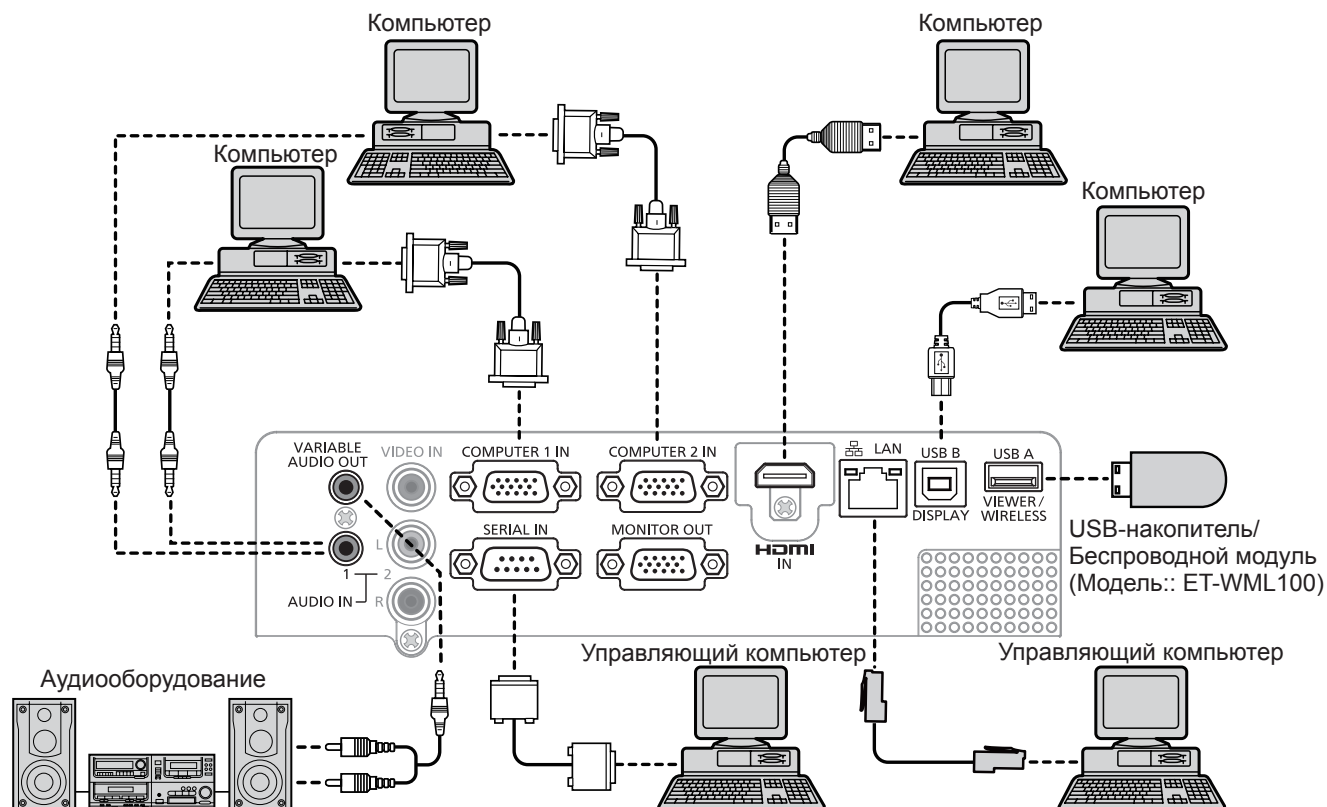 Компьютер
Компьютер
Компьютер
Компьютер
VARIABLE
AUDIO OUT
VIDEO IN
COMPUTER 1 IN
COMPUTER 2 IN
LAN
USB B
USB A
DISPLAY
VIEWER /
WIRELESS
SERIAL IN
MONITOR OUT
HDMI
IN
L
1
2
AUDIO IN
R
USB-накопитель/
Беспроводной модуль
(Модель:: ET-WML100)
Управляющий компьютер
Управляющий компьютер
Аудиооборудование